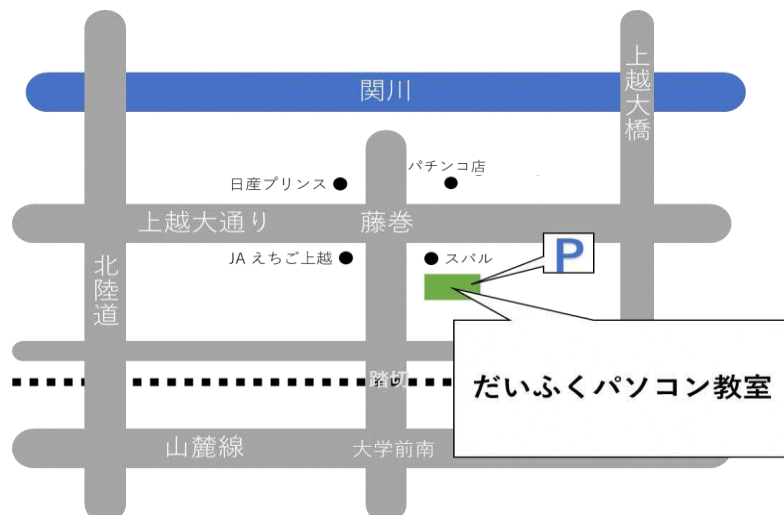 関川
上越大橋
パチンコ店
日産プリンス
上越大通り
藤巻
北陸道
JA えちご上越
スバル
P
踏切
だいふくパソコン教室
山麓線
大学前南